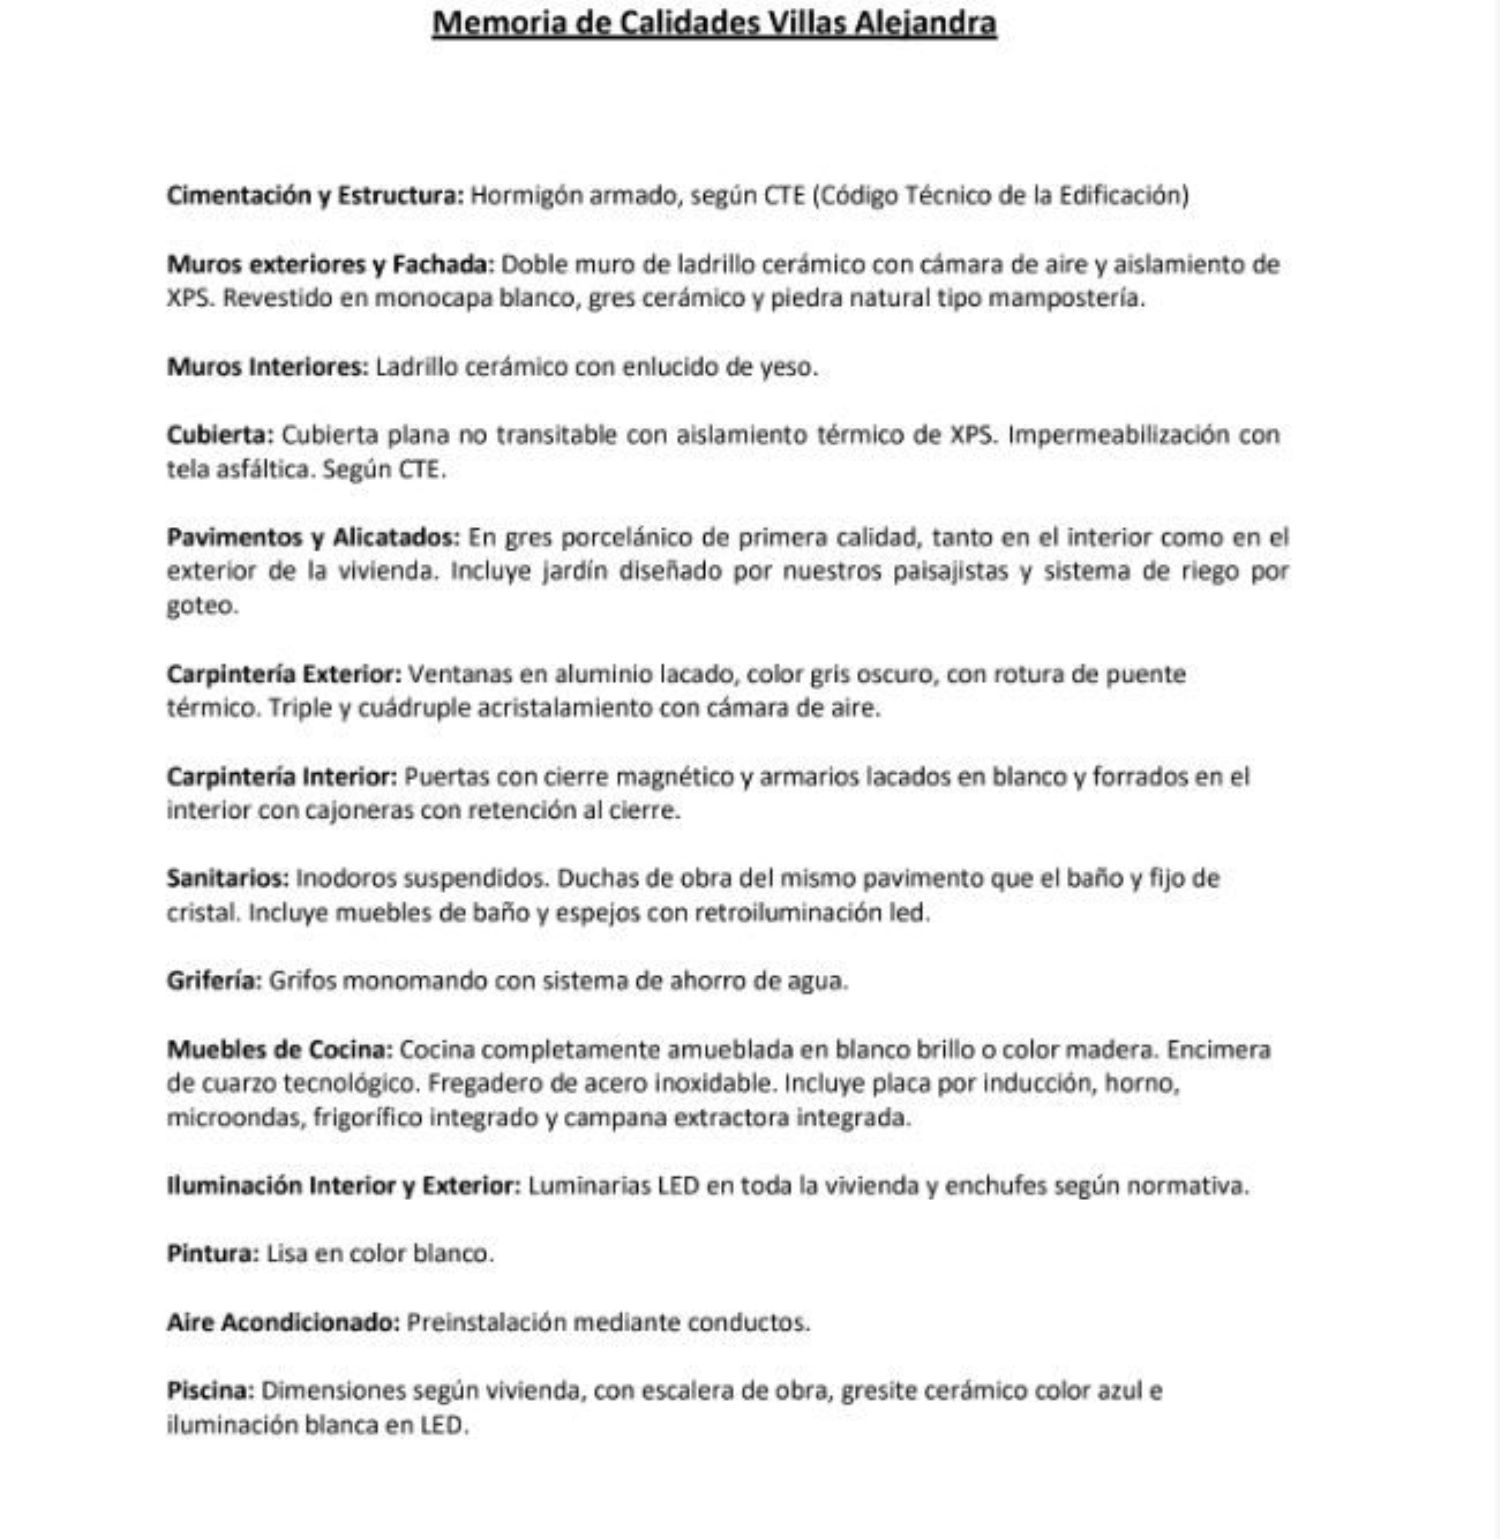 Memoria de Calidades Villas Alejandra
Cimentación y Estructura: Hormigón armado, según CTE (Código Técnico de la Edificación)
Muros exteriores y Fachada: Doble muro de ladrillo cerámico con cámara de aire y aislamiento de
XPS. Revestido en monocapa blanco, gres cerámico y piedra natural tipo mampostería.
Muros Interiores: Ladrillo cerámico con enlucido de yeso.
Cubierta: Cubierta plana no transitable con aislamiento térmico de XPS. Impermeabilización con
tela asfáltica. Según CTE.
Pavimentos y Alicatados: En gres porcelánico de primera calidad, tanto en el interior como en el
exterior de la vivienda. Incluye jardín diseñado por nuestros paisajistas y sistema de riego por
goteo.
Carpintería Exterior: Ventanas en aluminio lacado, color gris oscuro, con rotura de puente
térmico. Triple y cuádruple acristalamiento con cámara de aire.
Carpintería Interior: Puertas con cierre magnético y armarios lacados en blanco y forrados en el
interior con cajoneras con retención al cierre.
Sanitarios: Inodoros suspendidos. Duchas de obra del mismo pavimento que el baño y fijo de
cristal. Incluye muebles de baño y espejos con retroiluminación led.
Grifería: Grifos monomando con sistema de ahorro de agua.
Muebles de Cocina: Cocina completamente amueblada en blanco brillo o color madera. Encimera
de cuarzo tecnológico. Fregadero de acero inoxidable. Incluye placa por inducción, horno,
microondas, frigorífico integrado y campana extractora integrada.
Iluminación Interior y Exterior: Luminarias LED en toda la vivienda y enchufes según normativa.
Pintura: Lisa en color blanco.
Aire Acondicionado: Preinstalación mediante conductos.
Piscina: Dimensiones según vivienda, con escalera de obra, gresite cerámico color azul e
iluminación blanca en LED.